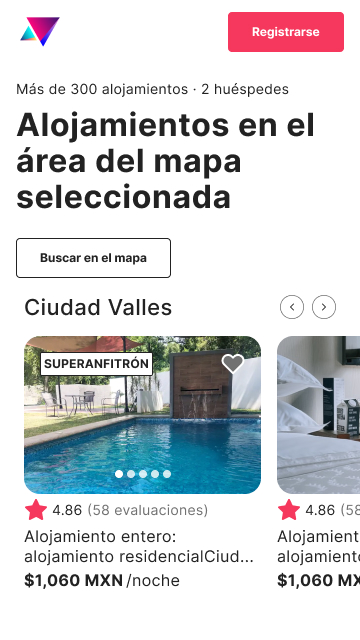 Registrarse
Más de 300 alojamientos · 2 huéspedes
Alojamientos en el
área del mapa
seleccionada
Buscar en el mapa
Ciudad Valles
SUPERANFITRÓN
4.86 (58 evaluaciones)
Alojamiento entero:
alojamiento residencialCiud...
$1,060 MXN/noche
4.86 (58
Alojamient
alojamiento
$1,060 MX